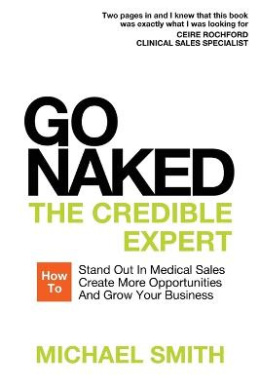 Two pages in and I knew that this book
was exactly what I was looking for
CEIRE ROCHFORD
CLINICAL SALES SPECIALIST
GO
NAKED
THE CREDIBLE
EXPERT
How
To
Stand Out In Medical Sales
Create More Opportunities
And Grow Your Business
MICHAEL SMITH